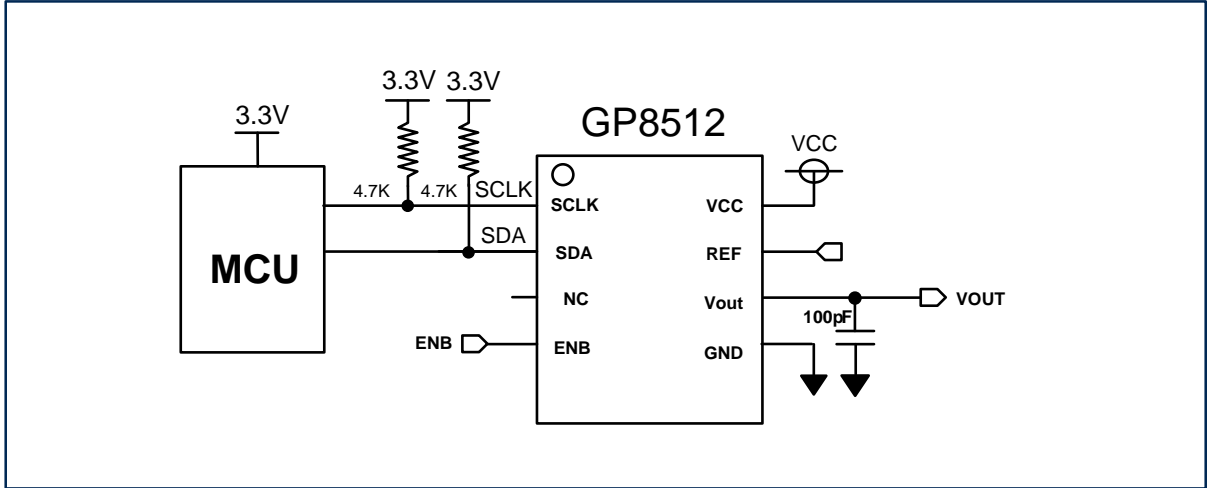 3.3V 3.3V
3.3V
GP8512
VCC
4.7K 4.7K SCLK
SCLK VCC
SDA
SDA REF
MCU
NC Vout VOUT
100pF
ENB ENB GND